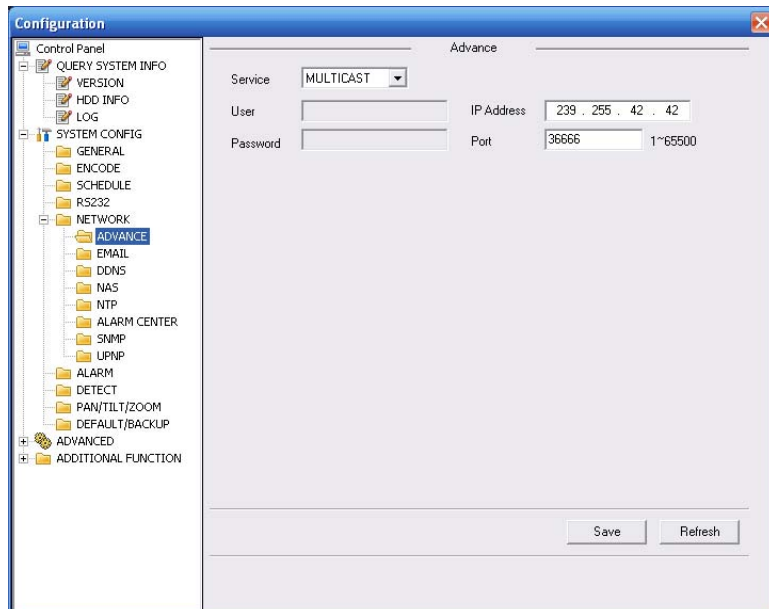 Configuration
Control Panel
QUERY SYSTEM INFO
VERSION
HDD INFO
LOG
SYSTEM CONFIG
GENERAL
ENCODE
SCHEDULE
RS232
NETWORK
ADVANCE
EMAIL
DDNS
NAS
NTP
ALARM CENTER
SNMP
UPNP
ALARM
DETECT
PAN/TILT/ZOOM
DEFAULT/BACKUP
ADVANCED
ADDITIONAL FUNCTION
Advance
Service MULTICAST
User IP Address 239 . 255 . 42 . 42
Password Port 36666 1~65500
Save Refresh